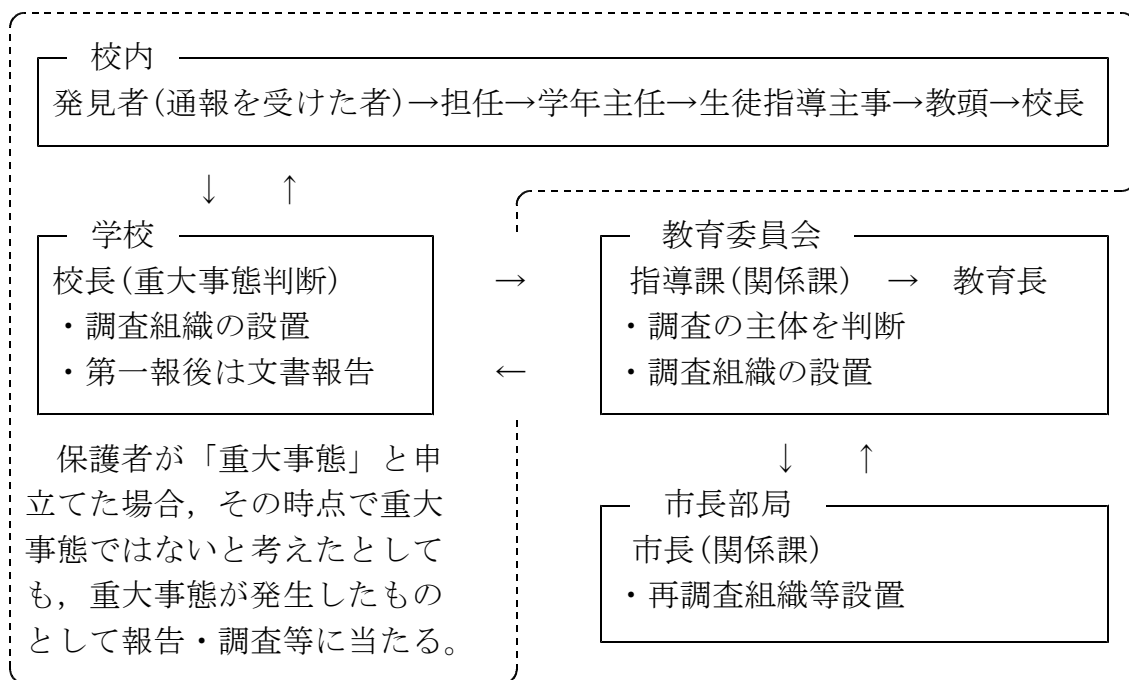 校内
発見者(通報を受けた者)→担任→学年主任→生徒指導主事→教頭→校長
↓ ↑
学校
校長(重大事態判断)
・調査組織の設置
・第一報後は文書報告
→
←
教育委員会
指導課(関係課) → 教育長
・調査の主体を判断
・調査組織の設置
保護者が「重大事態」と申
立てた場合，その時点で重大
事態ではないと考えたとして
も，重大事態が発生したもの
として報告・調査等に当たる。
↓ ↑
市長部局
市長(関係課)
・再調査組織等設置